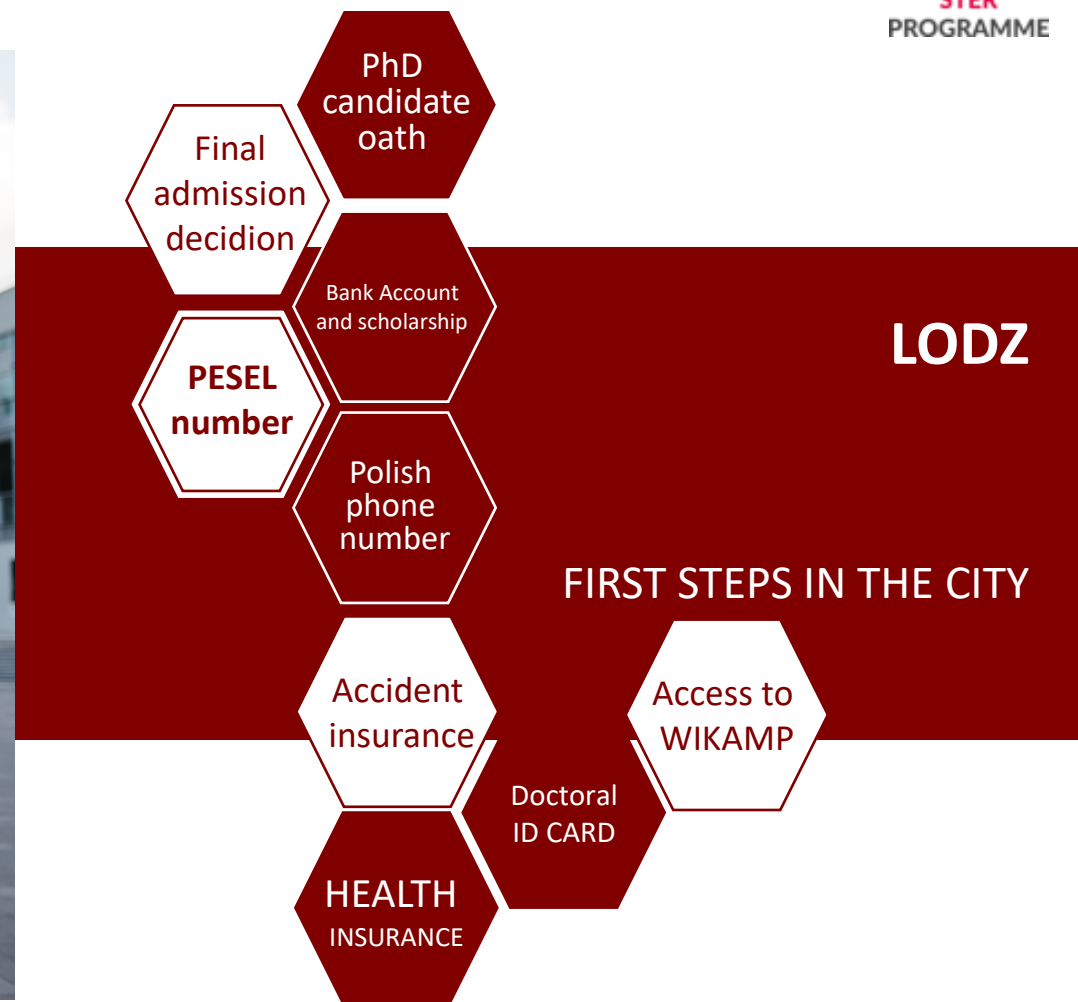 STER
PROGRAMME
PhD
candidate
oath
Final
admission
decidion
Bank Account
and scholarship
PESEL
number
Polish
phone
number
LODZ
FIRST STEPS IN THE CITY
Accident
insurance
Access to
WIKAMP
Doctoral
ID CARD
HEALTH
INSURANCE